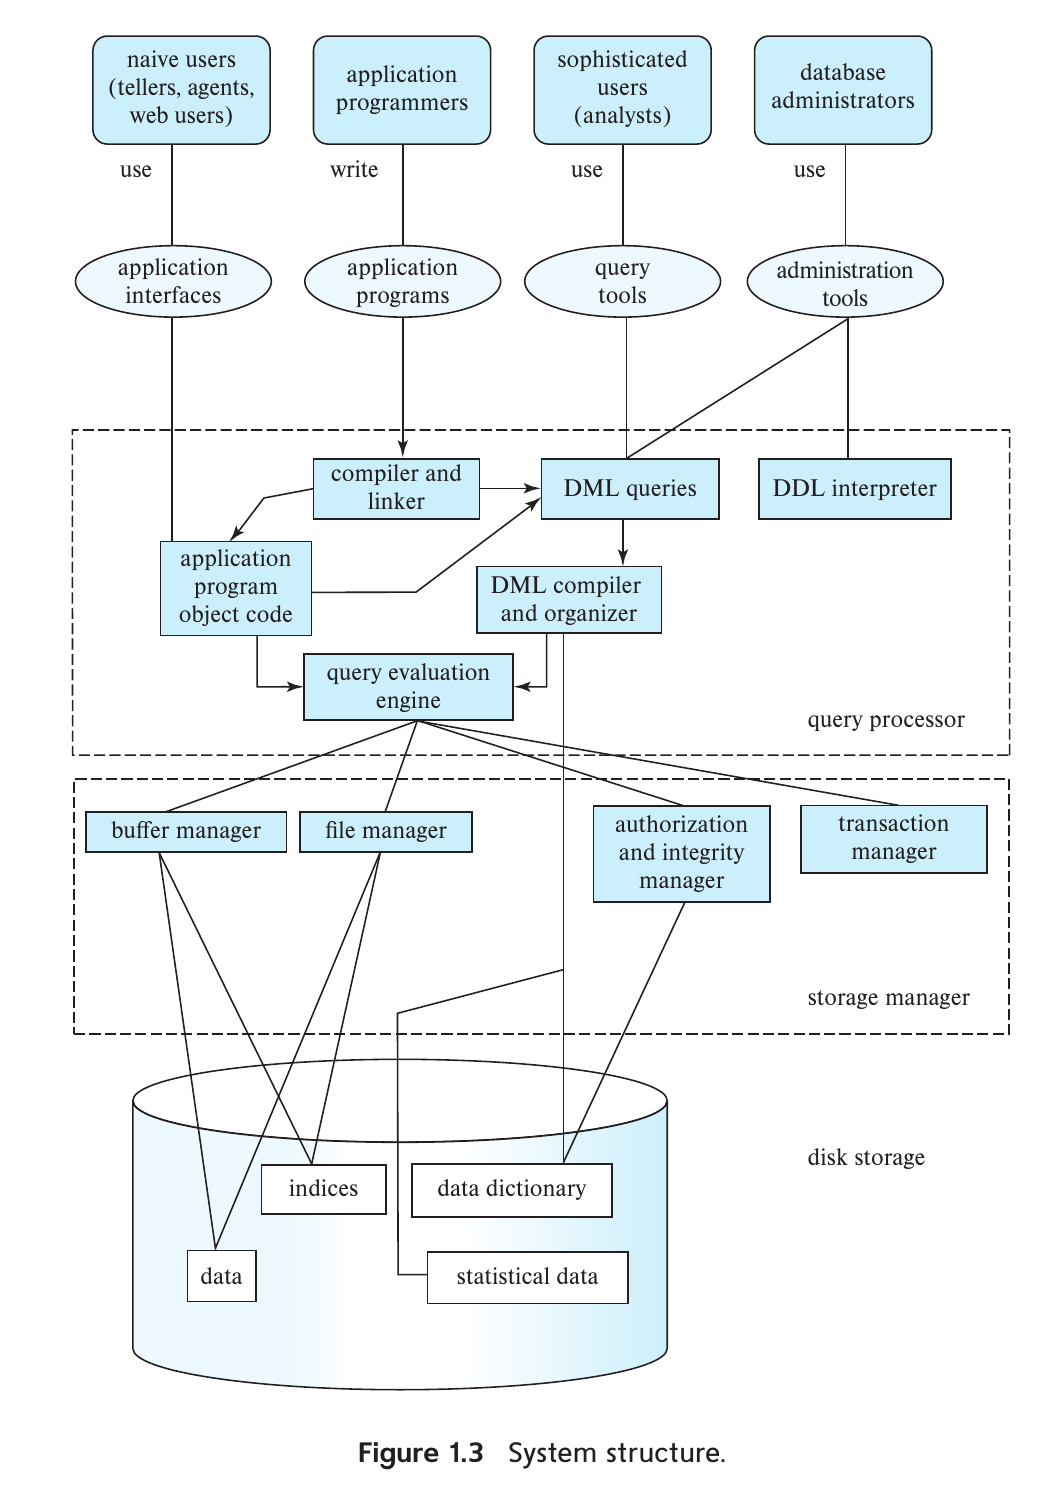 naive users
(tellers, agents,
web users)
application
programmers
sophisticated
users
(analysts)
database
administrators
use
write
use
use
application
interfaces
application
programs
query
tools
administration
tools
compiler and
linker
DML queries
DDL interpreter
application
program
object code
DML compiler
and organizer
query evaluation
engine
query processor
buffer manager
file manager
authorization
and integrity
manager
transaction
manager
storage manager
disk storage
indices
data dictionary
data
statistical data
Figure 1.3 System structure.